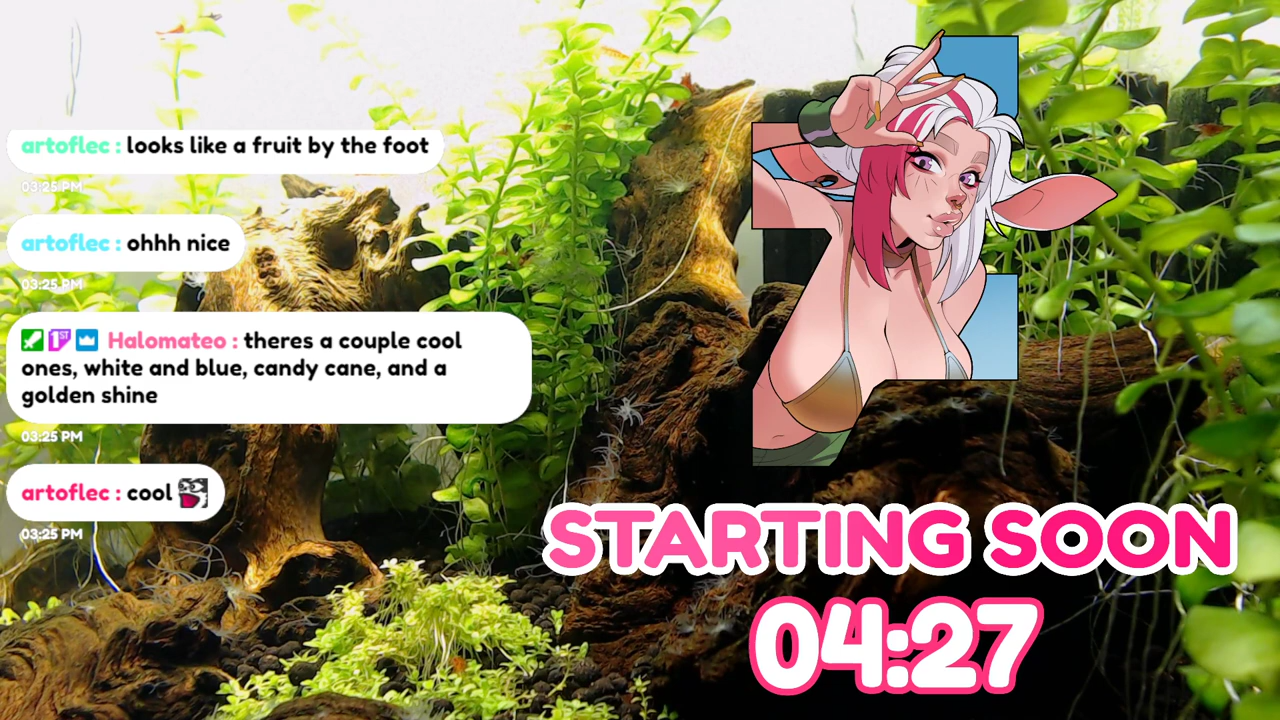 artoflec : looks like a fruit by the foot
03:25 PM
artoflec : ohhh nice
03:25 PM
1ST Halomateo : theres a couple cool
ones, white and blue, candy cane, and a
golden shine
03:25 PM
artoflec : cool
03:25 PM
STARTING SOON
04:27